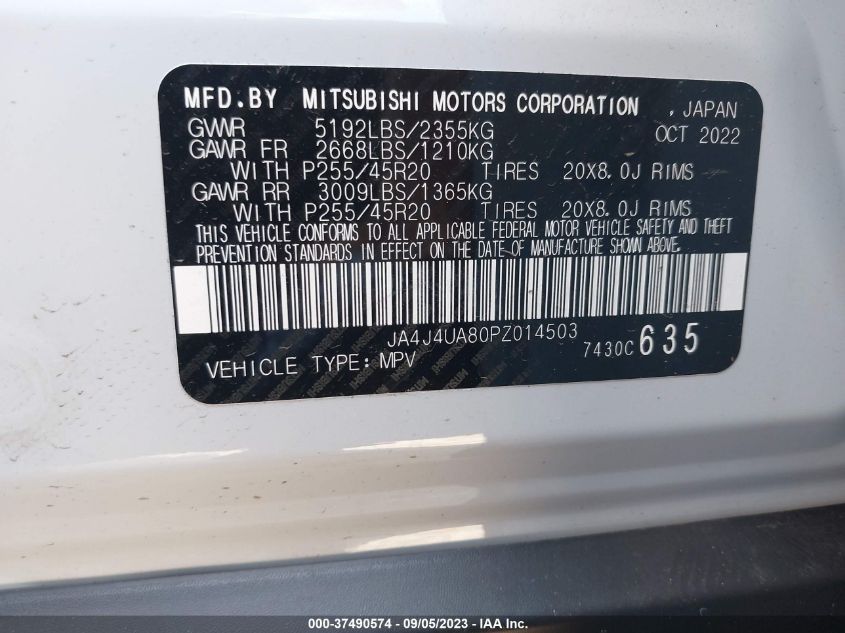 MFD.BY MITSUBISHI MOTORS CORPORATION , JAPAN
GVWR 5192LBS/2355KG OCT 2022
GAWR FR 2668LBS/1210KG
WITH P255/45R20 TIRES 20X8.0J RIMS
GAWR RR 3009LBS/1365KG
WITH P255/45R20 TIRES 20X8.0J RIMS
THIS VEHICLE CONFORMS TO ALL APPLICABLE FEDERAL MOTOR VEHICLE SAFETY AND THEFT
PREVENTION STANDARDS IN EFFECT ON THE DATE OF MANUFACTURE SHOWN ABOVE.
JA4J4UA80PZ014503
7430C 635
VEHICLE TYPE:MPV
000-37490574 - 09/05/2023 - IAA Inc.